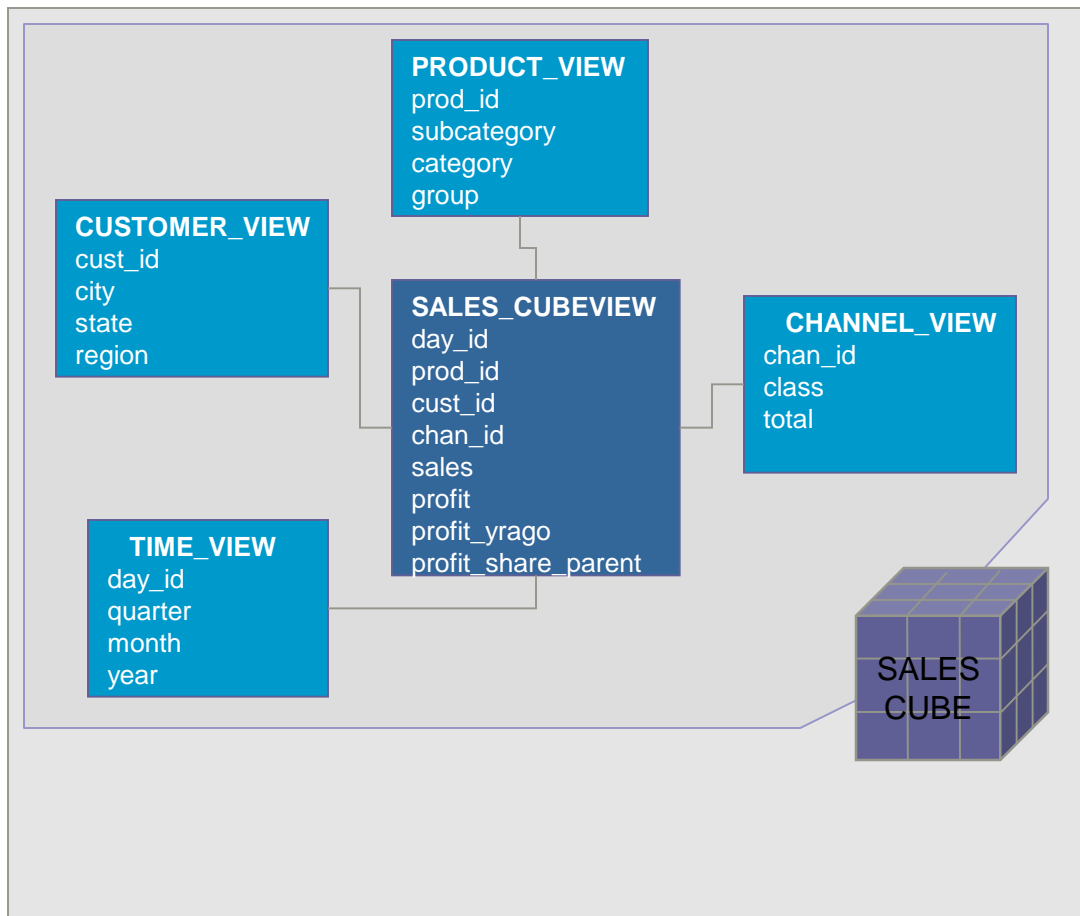 PRODUCT_VIEW
prod_id
subcategory
category
group
CUSTOMER_VIEW
cust_id
city
state
region
SALES_CUBEVIEW
day_id
prod_id
cust_id
chan_id
sales
profit
profit_yrago
profit_share_parent
CHANNEL_VIEW
chan_id
class
total
TIME_VIEW
day_id
quarter
month
year
SALES
CUBE